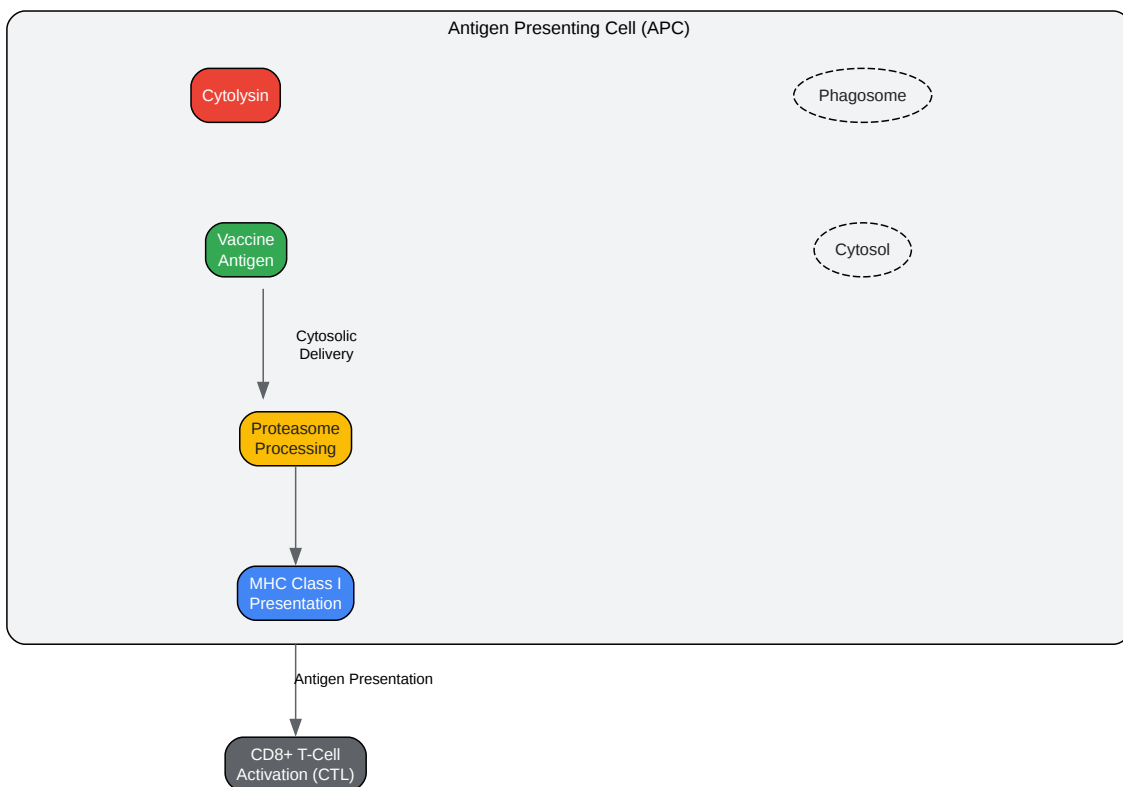 Antigen Presenting Cell (APC)
Cytolysin
Phagosome
Vaccine
Antigen
Cytosol
Cytosolic
Delivery
Proteasome
Processing
MHC Class I
Presentation
Antigen Presentation
CD8+ T-Cell
Activation (CTL)